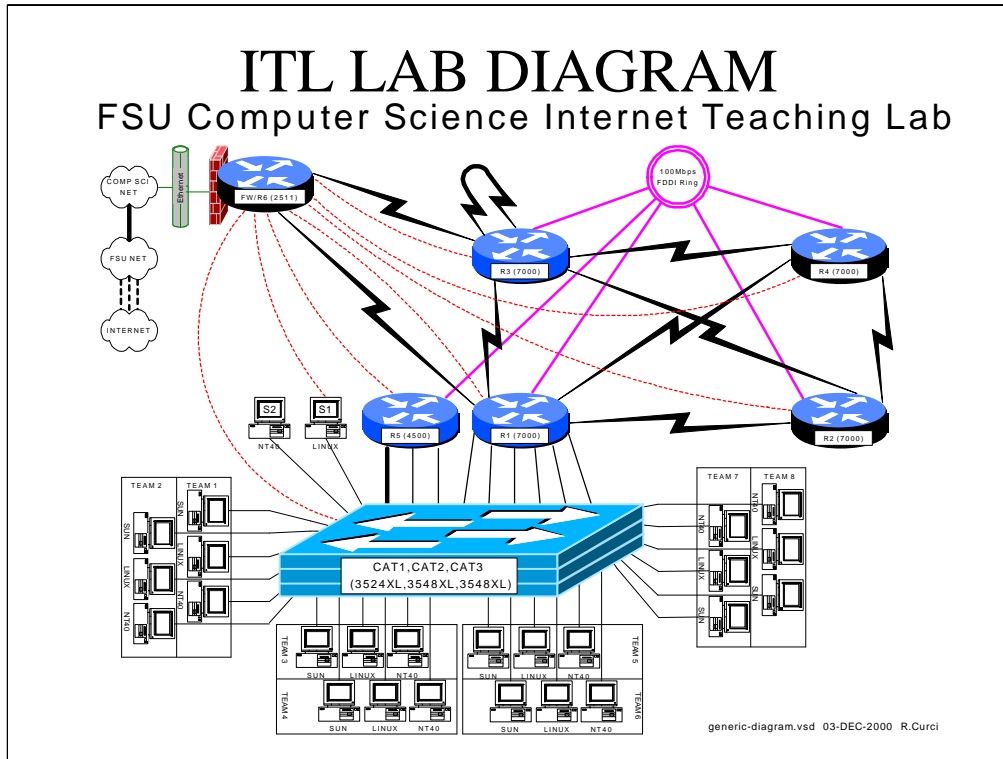 ITL LAB DIAGRAM
FSU Computer Science Internet Teaching Lab
COMP SCI
NET
Ethernet
FW/R6 (2511)
100Mbps
FDDI Ring
FSU NET
R3 (7000)
R4 (7000)
INTERNET
S2
S1
NT40
LINUX
R5 (4500)
R1 (7000)
R2 (7000)
TEAM 2
TEAM 1
SUN
LINUX
NT40
SUN
LINUX
NT40
TEAM 7
TEAM 8
NT40
LINUX
SUN
NT40
LINUX
SUN
CAT1,CAT2,CAT3
(3524XL,3548XL,3548XL)
TEAM 3
SUN
LINUX
NT40
TEAM 4
SUN
LINUX
NT40
TEAM 5
SUN
LINUX
NT40
TEAM 6
SUN
LINUX
NT40
generic-diagram.vsd 03-DEC-2000 R.Curci